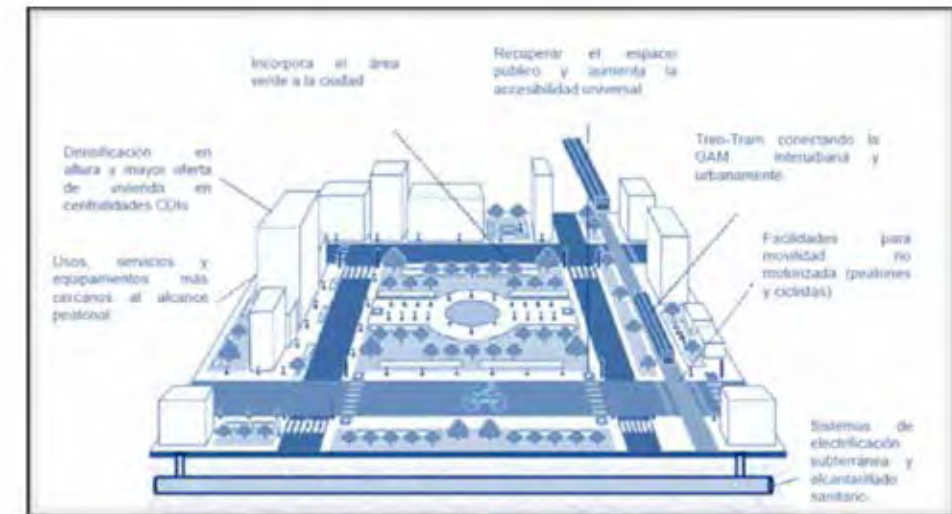 Incorpora el área
verde a la ciudad
Recuperar el espacio
público y aumenta la
accesibilidad universal
Densificación en
altura y mayor oferta
de vivienda en
centralidades CDIs
Tren-Tram conectando la
GAM interurbana y
urbanamente.
Usos, servicios y
equipamientos más
cercanos al alcance
peatonal
Facilidades para
movilidad no
motorizada (peatones
y ciclistas)
Sistemas de
electrificación
subterránea y
alcantarillado
sanitario.